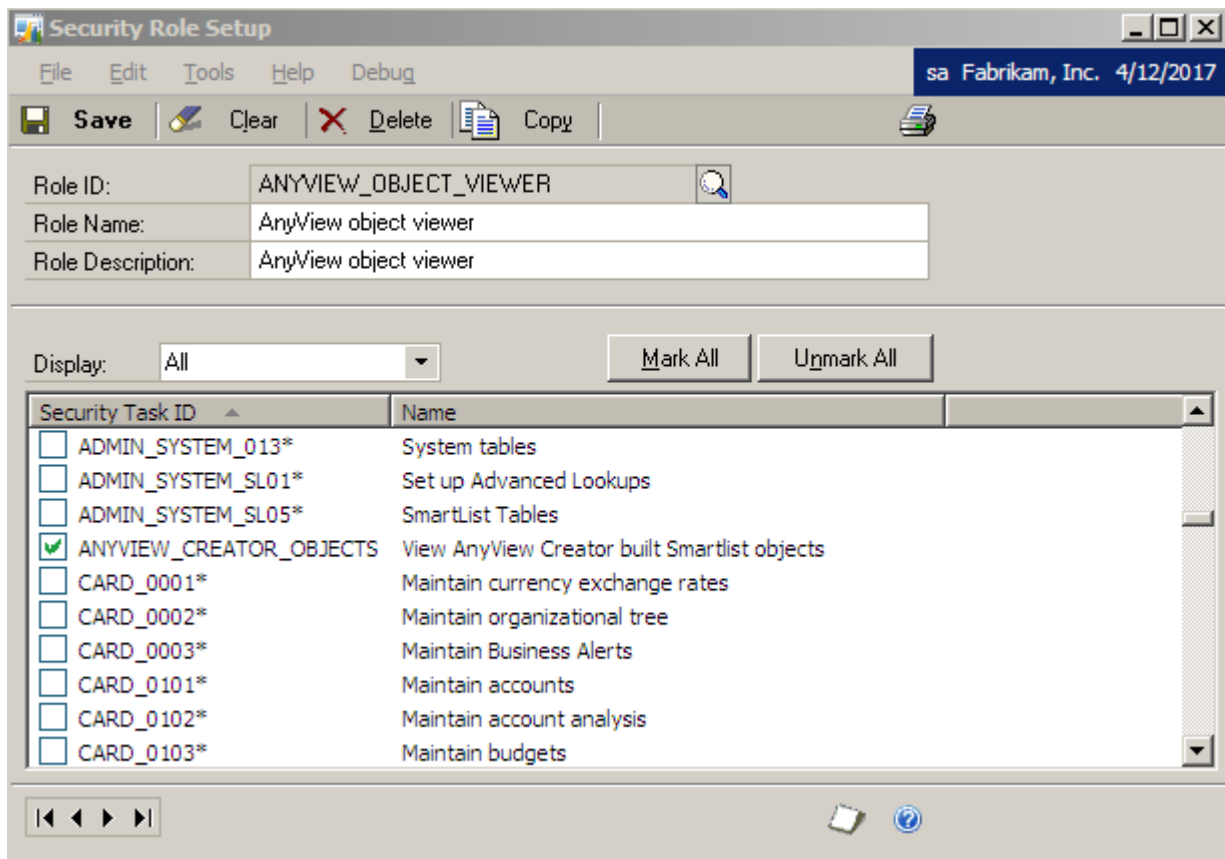 Security Role Setup
File Edit Tools Help Debug sa Fabrikam, Inc. 4/12/2017
Save Clear Delete Copy
Role ID: ANYVIEW_OBJECT_VIEWER
Role Name: AnyView object viewer
Role Description: AnyView object viewer
Display: All Mark All Unmark All
Security Task ID Name
ADMIN_SYSTEM_013* System tables
ADMIN_SYSTEM_SL01* Set up Advanced Lookups
ADMIN_SYSTEM_SL05* SmartList Tables
ANYVIEW_CREATOR_OBJECTS View AnyView Creator built Smartlist objects
CARD_0001* Maintain currency exchange rates
CARD_0002* Maintain organizational tree
CARD_0003* Maintain Business Alerts
CARD_0101* Maintain accounts
CARD_0102* Maintain account analysis
CARD_0103* Maintain budgets